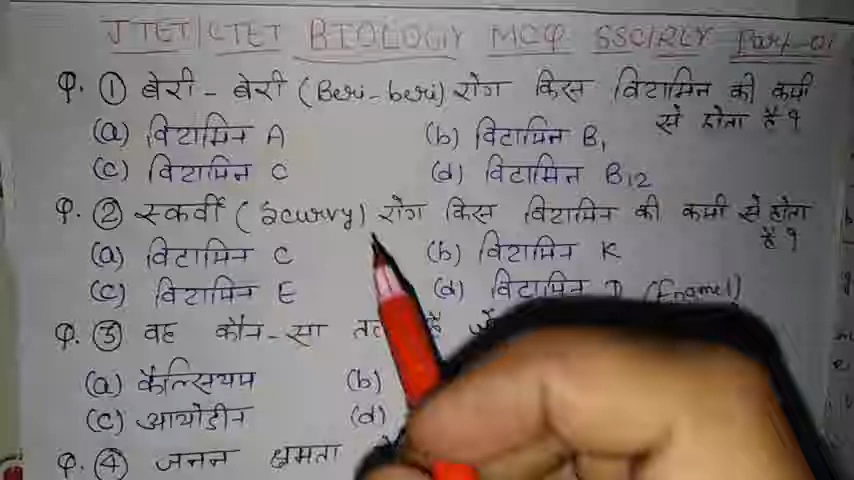 JTET/CTET BIOLOGY MCQ SSC/RLY Part-01
Q. ① बेरी - बेरी (Beri-beri) रोग किस विटामिन की कमी
से होता है ?
(a) विटामिन A (b) विटामिन B₁
(c) विटामिन C (d) विटामिन B12
Q. ② स्कर्वी (Scurvy) रोग किस विटामिन की कमी से होता
है ?
(a) विटामिन C (b) विटामिन K
(c) विटामिन E (d) विटामिन D (Enamel)
Q. ③ वह कौन-सा है
(a) कैल्सियम (b)
(c) आयोडीन (d)
Q. ④ जनन क्षमता